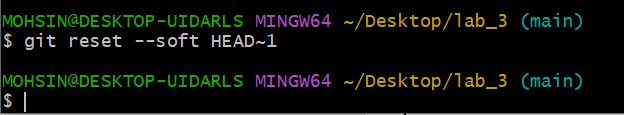 MOHSIN@DESKTOP-UIDARLS MINGW64 ~/Desktop/lab_3 (main)
$ git reset --soft HEAD~1
MOHSIN@DESKTOP-UIDARLS MINGW64 ~/Desktop/lab_3 (main)
$